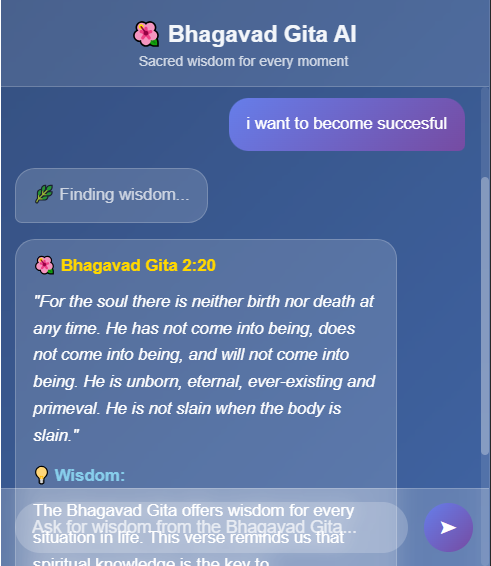 Bhagavad Gita AI
Sacred wisdom for every moment
i want to become succesful
Finding wisdom...
Bhagavad Gita 2:20
"For the soul there is neither birth nor death at
any time. He has not come into being, does
not come into being, and will not come into
being. He is unborn, eternal, ever-existing and
primeval. He is not slain when the body is
slain."
Wisdom:
The Bhagavad Gita offers wisdom for every
Ask for wisdom from the Bhagavad Gita...
situation in life. This verse reminds us that
spiritual knowledge is the key to